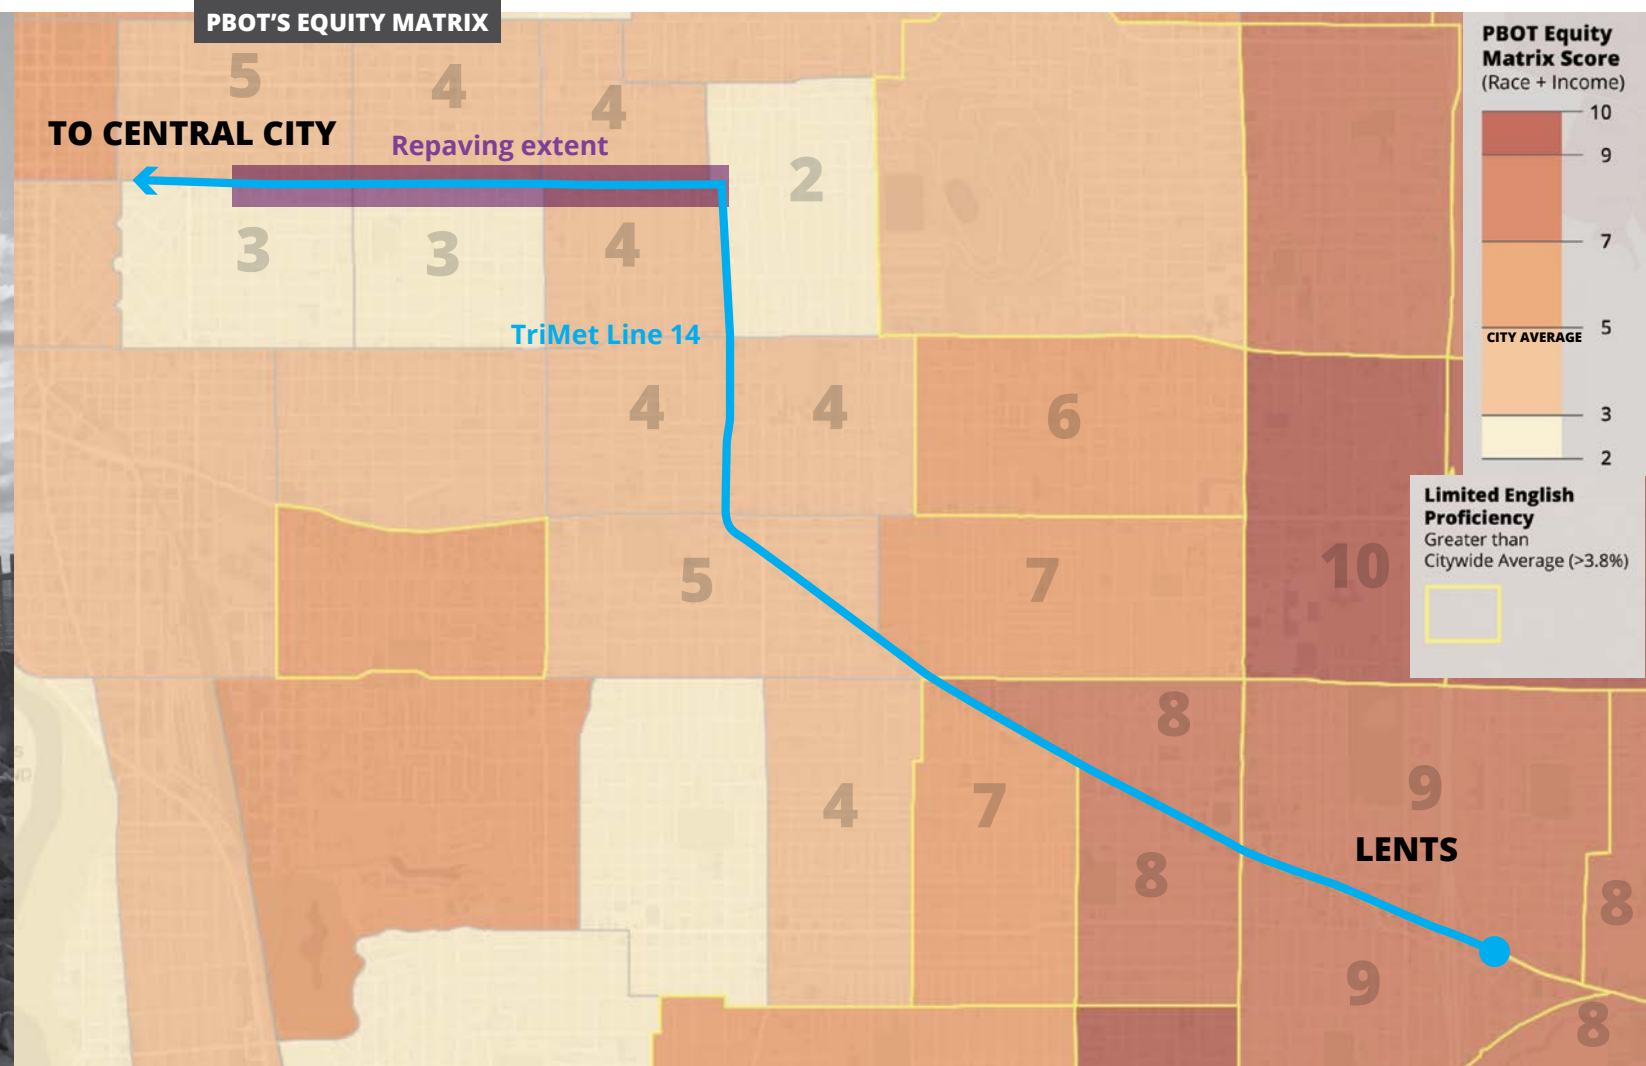 PBOT'S EQUITY MATRIX
5
4
4
TO CENTRAL CITY
Repaving extent
2
3
3
4
TriMet Line 14
4
4
6
5
7
10
8
4
7
9
LENTS
8
8
9
8
PBOT Equity
Matrix Score
(Race + Income)
10
9
7
5
CITY AVERAGE
3
2
Limited English
Proficiency
Greater than
Citywide Average (>3.8%)